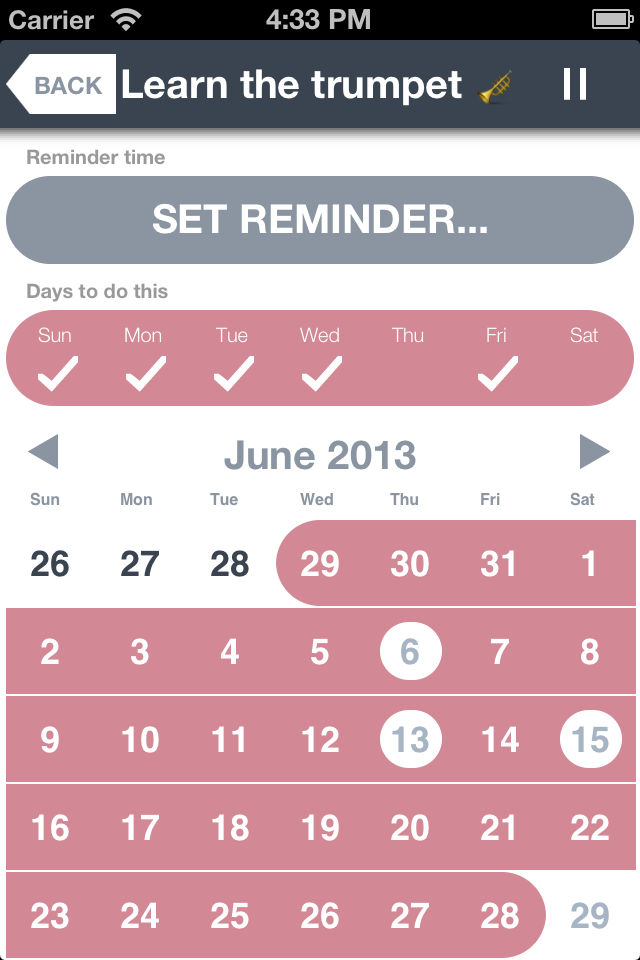 Carrier 4:33 PM
BACK Learn the trumpet
Reminder time
SET REMINDER...
Days to do this
Sun Mon Tue Wed Thu Fri Sat
June 2013
Sun Mon Tue Wed Thu Fri Sat
26 27 28 29 30 31 1
2 3 4 5 6 7 8
9 10 11 12 13 14 15
16 17 18 19 20 21 22
23 24 25 26 27 28 29